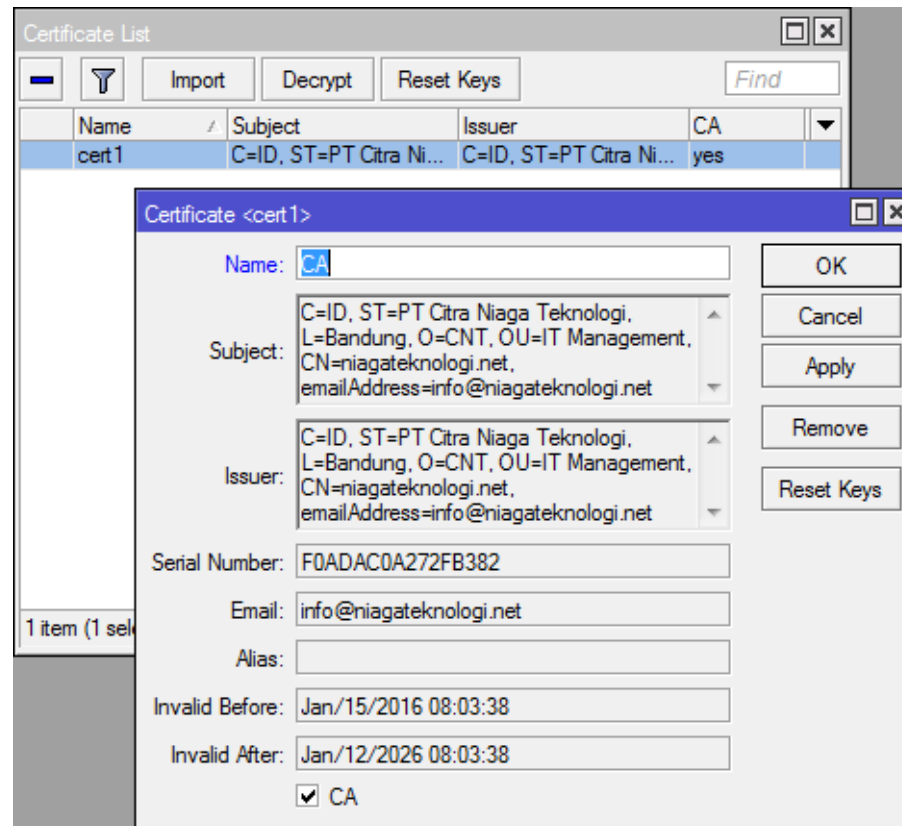 Certificate List
Import Decrypt Reset Keys Find
Name Subject Issuer CA
cert1 C=ID, ST=PT Citra Ni... C=ID, ST=PT Citra Ni... yes
Certificate <cert1>
Name: CA
OK
Subject: C=ID, ST=PT Citra Niaga Teknologi,
L=Bandung, O=CNT, OU=IT Management,
CN=niagateknologi.net,
emailAddress=info@niagateknologi.net
Cancel
Apply
Issuer: C=ID, ST=PT Citra Niaga Teknologi,
L=Bandung, O=CNT, OU=IT Management,
CN=niagateknologi.net,
emailAddress=info@niagateknologi.net
Remove
Reset Keys
Serial Number: F0ADAC0A272FB382
Email: info@niagateknologi.net
1 item (1 sele
Alias:
Invalid Before: Jan/15/2016 08:03:38
Invalid After: Jan/12/2026 08:03:38
CA